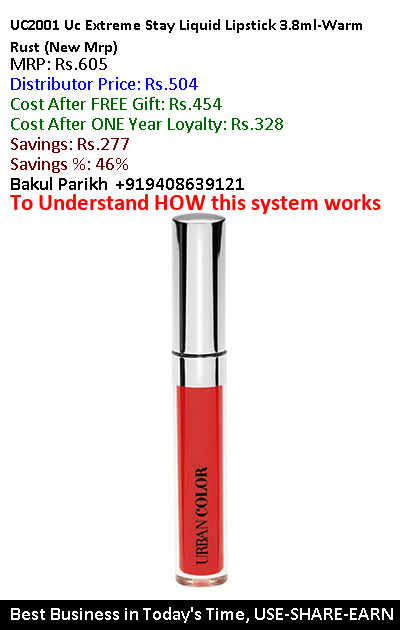 UC2001 Uc Extreme Stay Liquid Lipstick 3.8ml-Warm
Rust (New Mrp)
MRP: Rs.605
Distributor Price: Rs.504
Cost After FREE Gift: Rs.454
Cost After ONE Year Loyalty: Rs.328
Savings: Rs.277
Savings %: 46%
Bakul Parikh +919408639121
To Understand HOW this system works
URBAN COLOR
Best Business in Today's Time, USE-SHARE-EARN